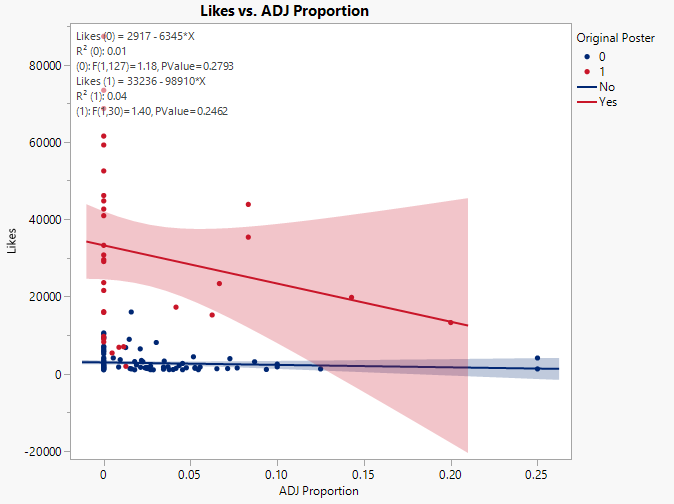 Likes vs. ADJ Proportion
Likes (0) = 2917 - 6345*X
R² (0): 0.01
(0): F(1,127)=1.18, PValue=0.2793
Likes (1) = 33236 - 98910*X
R² (1): 0.04
(1): F(1,30)=1.40, PValue=0.2462
Original Poster
0
1
No
Yes
Likes
80000
60000
40000
20000
0
-20000
0
0.05
0.10
0.15
0.20
0.25
ADJ Proportion